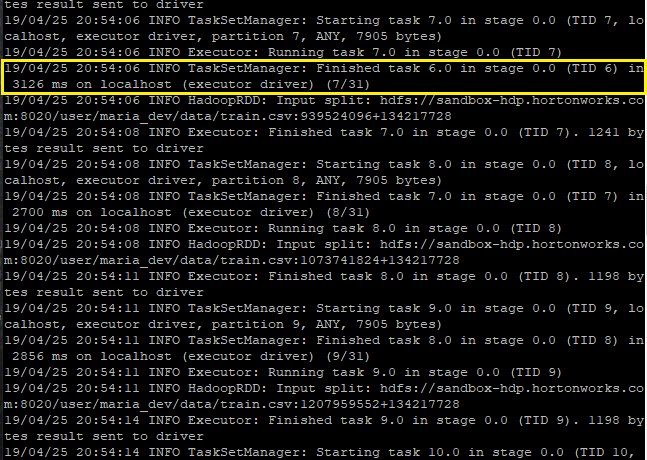 tes result sent to driver
19/04/25 20:54:06 INFO TaskSetManager: Starting task 7.0 in stage 0.0 (TID 7, lo
calhost, executor driver, partition 7, ANY, 7905 bytes)
19/04/25 20:54:06 INFO Executor: Running task 7.0 in stage 0.0 (TID 7)
19/04/25 20:54:06 INFO TaskSetManager: Finished task 6.0 in stage 0.0 (TID 6) in
3126 ms on localhost (executor driver) (7/31)
19/04/25 20:54:06 INFO HadoopRDD: Input split: hdfs://sandbox-hdp.hortonworks.co
m:8020/user/maria_dev/data/train.csv:939524096+134217728
19/04/25 20:54:08 INFO Executor: Finished task 7.0 in stage 0.0 (TID 7). 1241 by
tes result sent to driver
19/04/25 20:54:08 INFO TaskSetManager: Starting task 8.0 in stage 0.0 (TID 8, lo
calhost, executor driver, partition 8, ANY, 7905 bytes)
19/04/25 20:54:08 INFO TaskSetManager: Finished task 7.0 in stage 0.0 (TID 7) in
2700 ms on localhost (executor driver) (8/31)
19/04/25 20:54:08 INFO Executor: Running task 8.0 in stage 0.0 (TID 8)
19/04/25 20:54:08 INFO HadoopRDD: Input split: hdfs://sandbox-hdp.hortonworks.co
m:8020/user/maria_dev/data/train.csv:1073741824+134217728
19/04/25 20:54:11 INFO Executor: Finished task 8.0 in stage 0.0 (TID 8). 1198 by
tes result sent to driver
19/04/25 20:54:11 INFO TaskSetManager: Starting task 9.0 in stage 0.0 (TID 9, lo
calhost, executor driver, partition 9, ANY, 7905 bytes)
19/04/25 20:54:11 INFO TaskSetManager: Finished task 8.0 in stage 0.0 (TID 8) in
2856 ms on localhost (executor driver) (9/31)
19/04/25 20:54:11 INFO Executor: Running task 9.0 in stage 0.0 (TID 9)
19/04/25 20:54:11 INFO HadoopRDD: Input split: hdfs://sandbox-hdp.hortonworks.co
m:8020/user/maria_dev/data/train.csv:1207959552+134217728
19/04/25 20:54:14 INFO Executor: Finished task 9.0 in stage 0.0 (TID 9). 1198 by
tes result sent to driver
19/04/25 20:54:14 INFO TaskSetManager: Starting task 10.0 in stage 0.0 (TID 10,